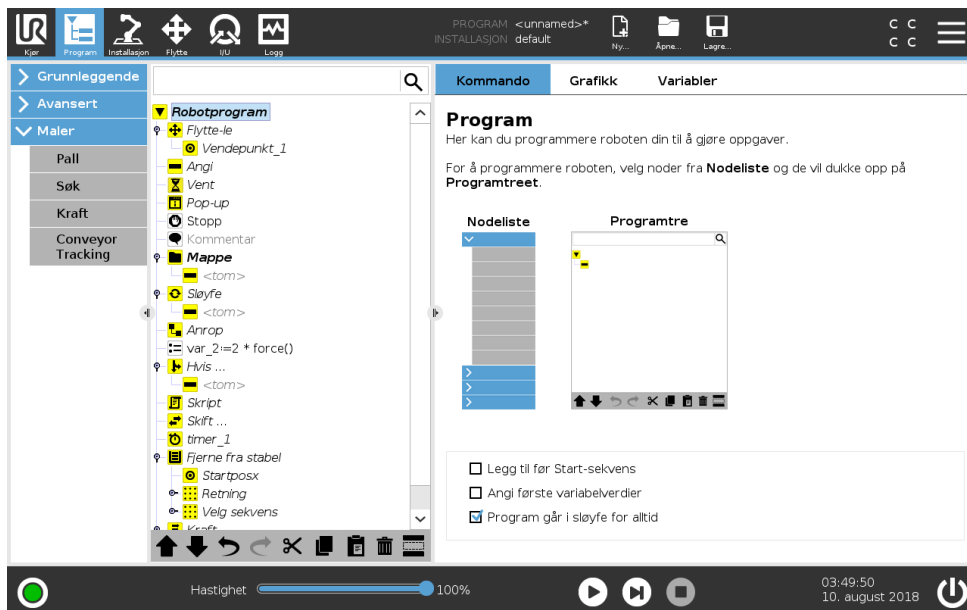 PROGRAM <unnamed>*
INSTALLASJON default
UR
Kjør
Program
Installasjon
Flytte
I/U
Logg
Ny...
Åpne...
Lagre...
C C
C C
Grunnleggende
Avansert
Maler
Pall
Søk
Kraft
Conveyor
Tracking
Robotprogram
Flytte-le
Vendepunkt_1
Angi
Vent
Pop-up
Stopp
Kommentar
Mappe
<tom>
Sløyfe
<tom>
Anrop
var_2:=2 * force()
Hvis ...
<tom>
Skript
Skift ...
timer_1
Fjerne fra stabel
Startposx
Retning
Velg sekvens
Kraft
Kommando
Grafikk
Variabler
Program
Her kan du programmere roboten din til å gjøre oppgaver.
For å programmere roboten, velg noder fra Nodeliste og de vil dukke opp på
Programtreet.
Nodeliste
Programtre
Legg til før Start-sekvens
Angi første variabelverdier
Program går i sløyfe for alltid
Hastighet
100%
03:49:50
10. august 2018